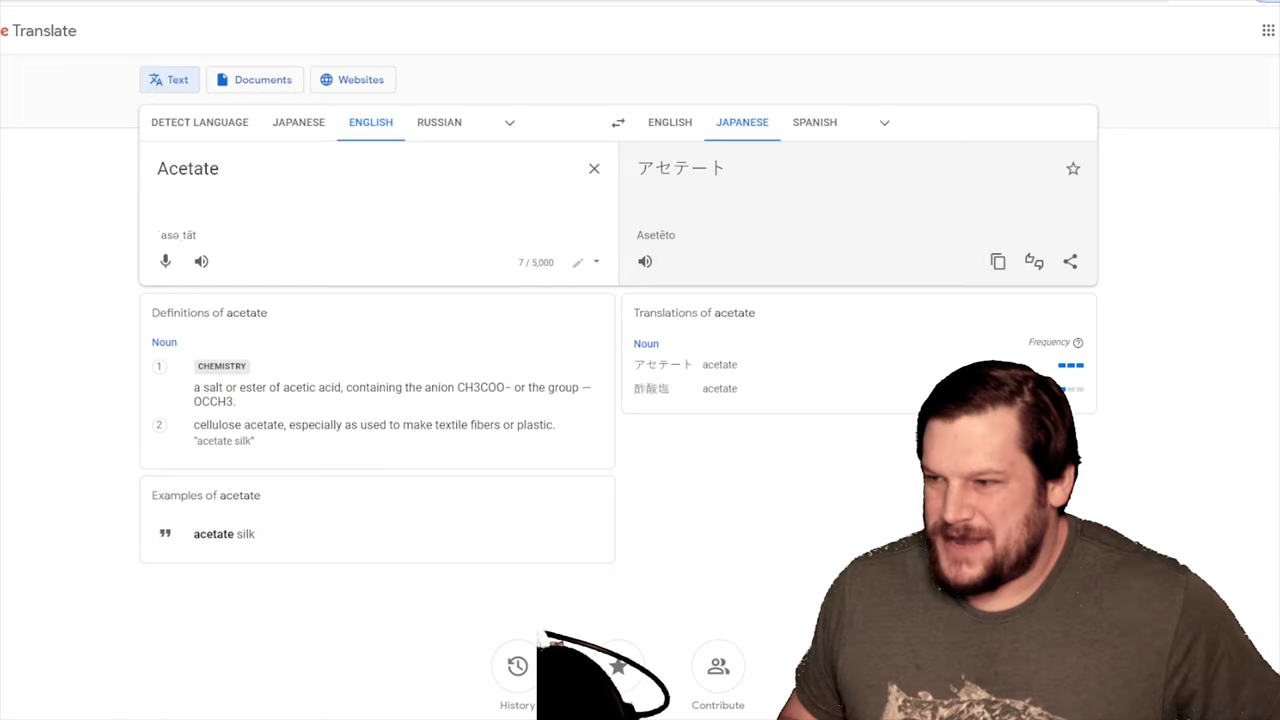 e Translate
Text Documents Websites
DETECT LANGUAGE JAPANESE ENGLISH RUSSIAN ENGLISH JAPANESE SPANISH
Acetate
アセテート
ˈasəˌtāt
Asetēto
7 / 5,000
Definitions of acetate
Noun
1 CHEMISTRY
a salt or ester of acetic acid, containing the anion CH3COO− or the group —
OCCH3.
2 cellulose acetate, especially as used to make textile fibers or plastic.
"acetate silk"
Translations of acetate
Noun Frequency
アセテート acetate
酢酸塩 acetate
Examples of acetate
acetate silk
History
Contribute